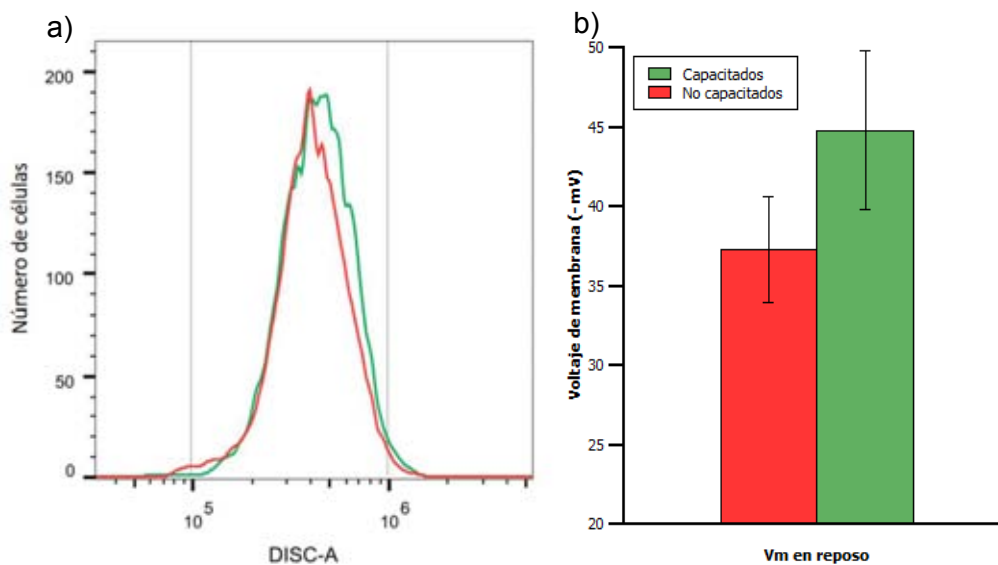 a)
Número de células
200
150
100
50
0
10^5
10^6
DISC-A
b)
Capacitados
No capacitados
Voltaje de membrana (- mV)
50
45
40
35
30
25
20
Vm en reposo